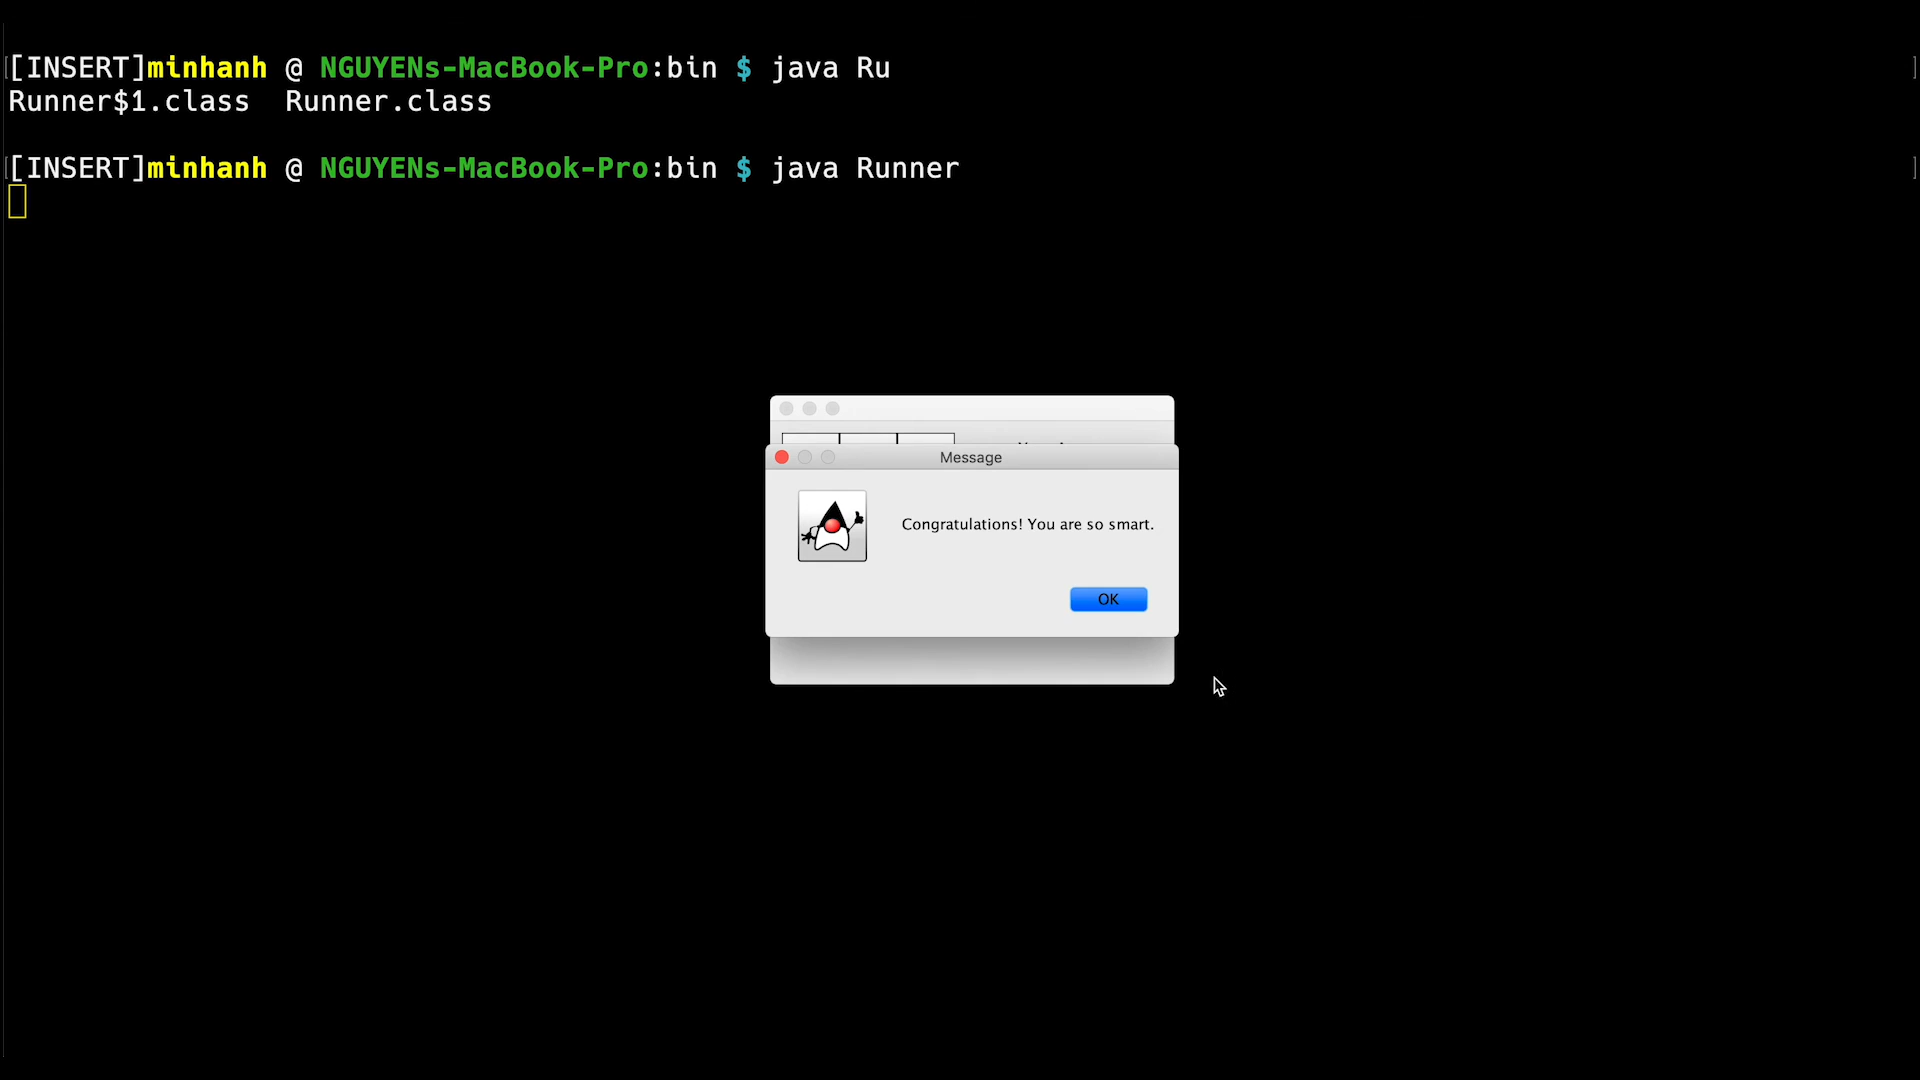 [INSERT]minhanh @ NGUYENs-MacBook-Pro:bin $ java Ru
Runner$1.class  Runner.class
[INSERT]minhanh @ NGUYENs-MacBook-Pro:bin $ java Runner
Message
Congratulations! You are so smart.
OK